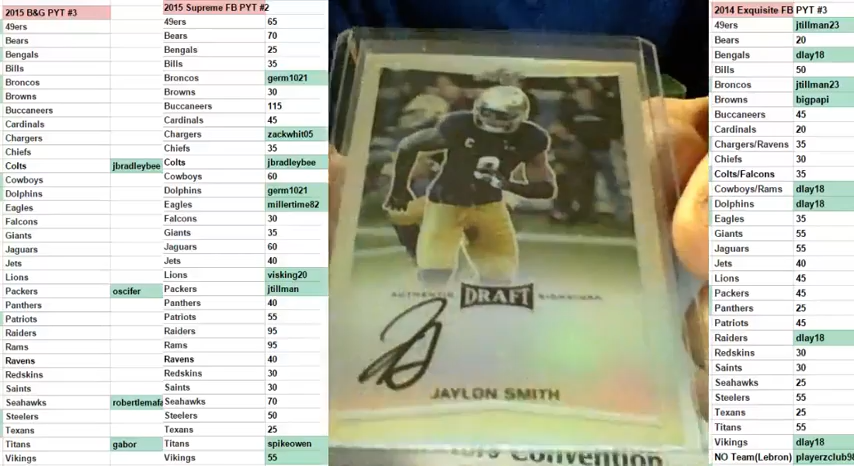 2015 B&G PYT #3
49ers
Bears
Bengals
Bills
Broncos
Browns
Buccaneers
Cardinals
Chargers
Chiefs
Colts jbradleybee
Cowboys
Dolphins
Eagles
Falcons
Giants
Jaguars
Jets
Lions
Packers oscifer
Panthers
Patriots
Raiders
Rams
Ravens
Redskins
Saints
Seahawks robertlemafa
Steelers
Texans
Titans gabor
Vikings
2015 Supreme FB PYT #2
49ers 65
Bears 70
Bengals 25
Bills 35
Broncos germ1021
Browns 30
Buccaneers 115
Cardinals 45
Chargers zackwhit05
Chiefs 35
Colts jbradleybee
Cowboys 60
Dolphins germ1021
Eagles millertime82
Falcons 30
Giants 35
Jaguars 60
Jets 40
Lions visking20
Packers jtillman
Panthers 40
Patriots 55
Raiders 95
Rams 95
Ravens 40
Redskins 30
Saints 30
Seahawks 70
Steelers 50
Texans 25
Titans spikeowen
Vikings 55
AUTHENTIC DRAFT SIGNATURE
JAYLON SMITH
Convention
2014 Exquisite FB PYT #3
49ers jtillman23
Bears 20
Bengals dlay18
Bills 50
Broncos jtillman23
Browns bigpapi
Buccaneers 45
Cardinals 20
Chargers/Ravens 35
Chiefs 30
Colts/Falcons 35
Cowboys/Rams dlay18
Dolphins dlay18
Eagles 35
Giants 55
Jaguars 55
Jets 40
Lions 45
Packers 45
Panthers 25
Patriots 45
Raiders dlay18
Redskins 30
Saints 30
Seahawks 25
Steelers 55
Texans 25
Titans 55
Vikings dlay18
NO Team(Lebron) playerzclub98